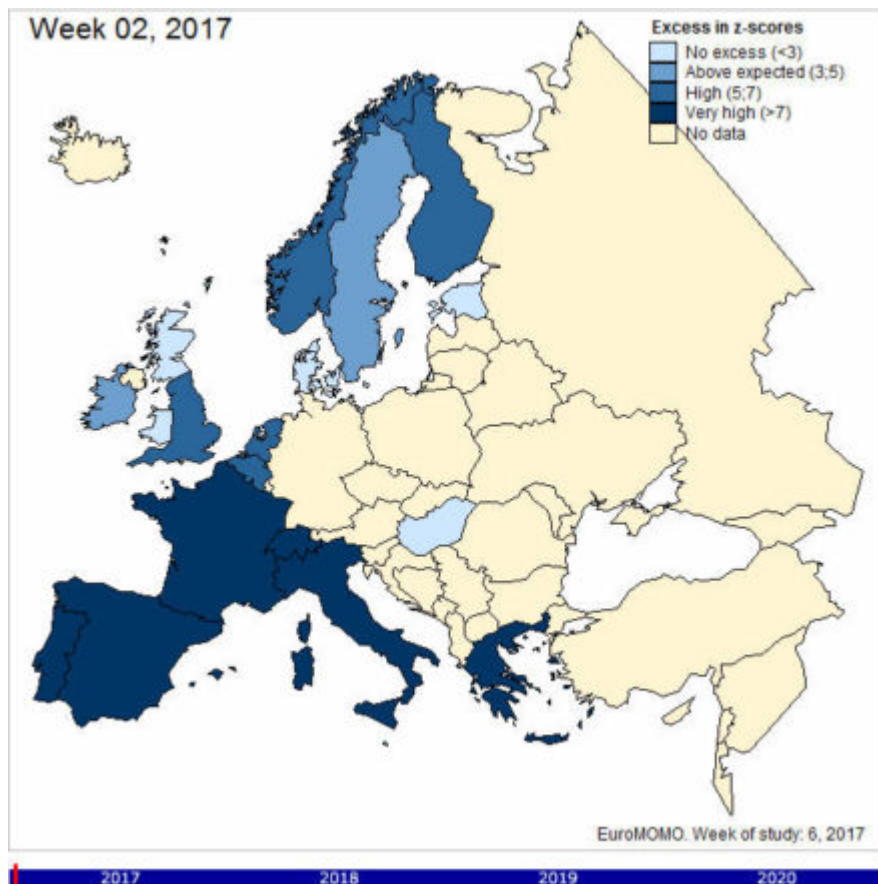 Week 02, 2017
Excess in z-scores
No excess (<3)
Above expected (3;5)
High (5;7)
Very high (>7)
No data
EuroMOMO. Week of study: 6, 2017
2017 2018 2019 2020